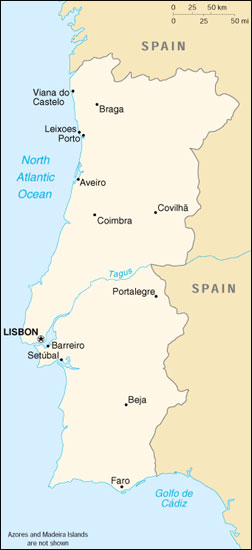 0 25 50 km
0 25 50 mi
SPAIN
Viana do
Castelo
Braga
Leixoes
Porto
North
Atlantic
Ocean
Aveiro
Covilhã
Coimbra
Tagus
SPAIN
Portalegre
LISBON
Barreiro
Setúbal
Beja
Faro
Golfo de
Cádiz
Azores and Madeira Islands
are not shown